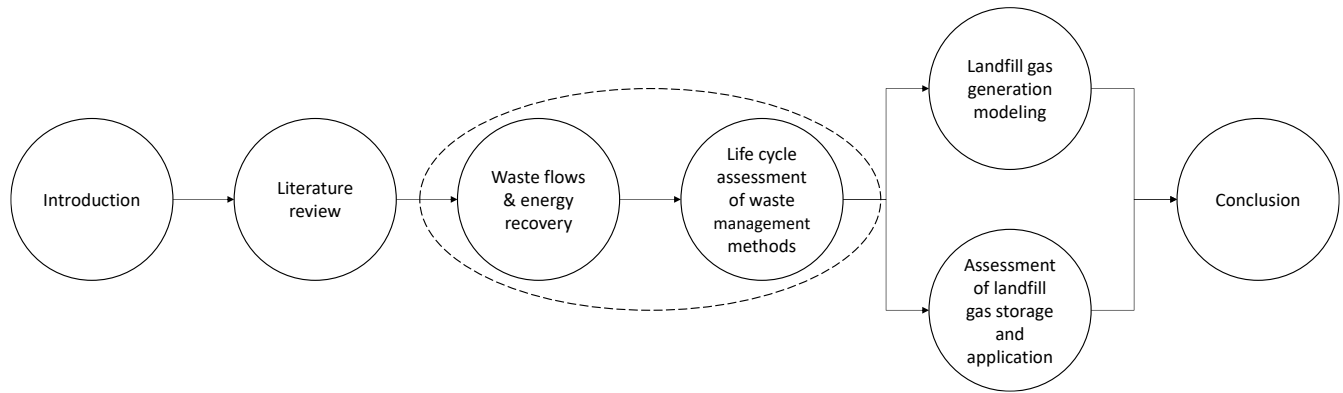 Introduction
Literature
review
Waste flows
& energy
recovery
Life cycle
assessment
of waste
management
methods
Landfill gas
generation
modeling
Assessment
of landfill
gas storage
and
application
Conclusion